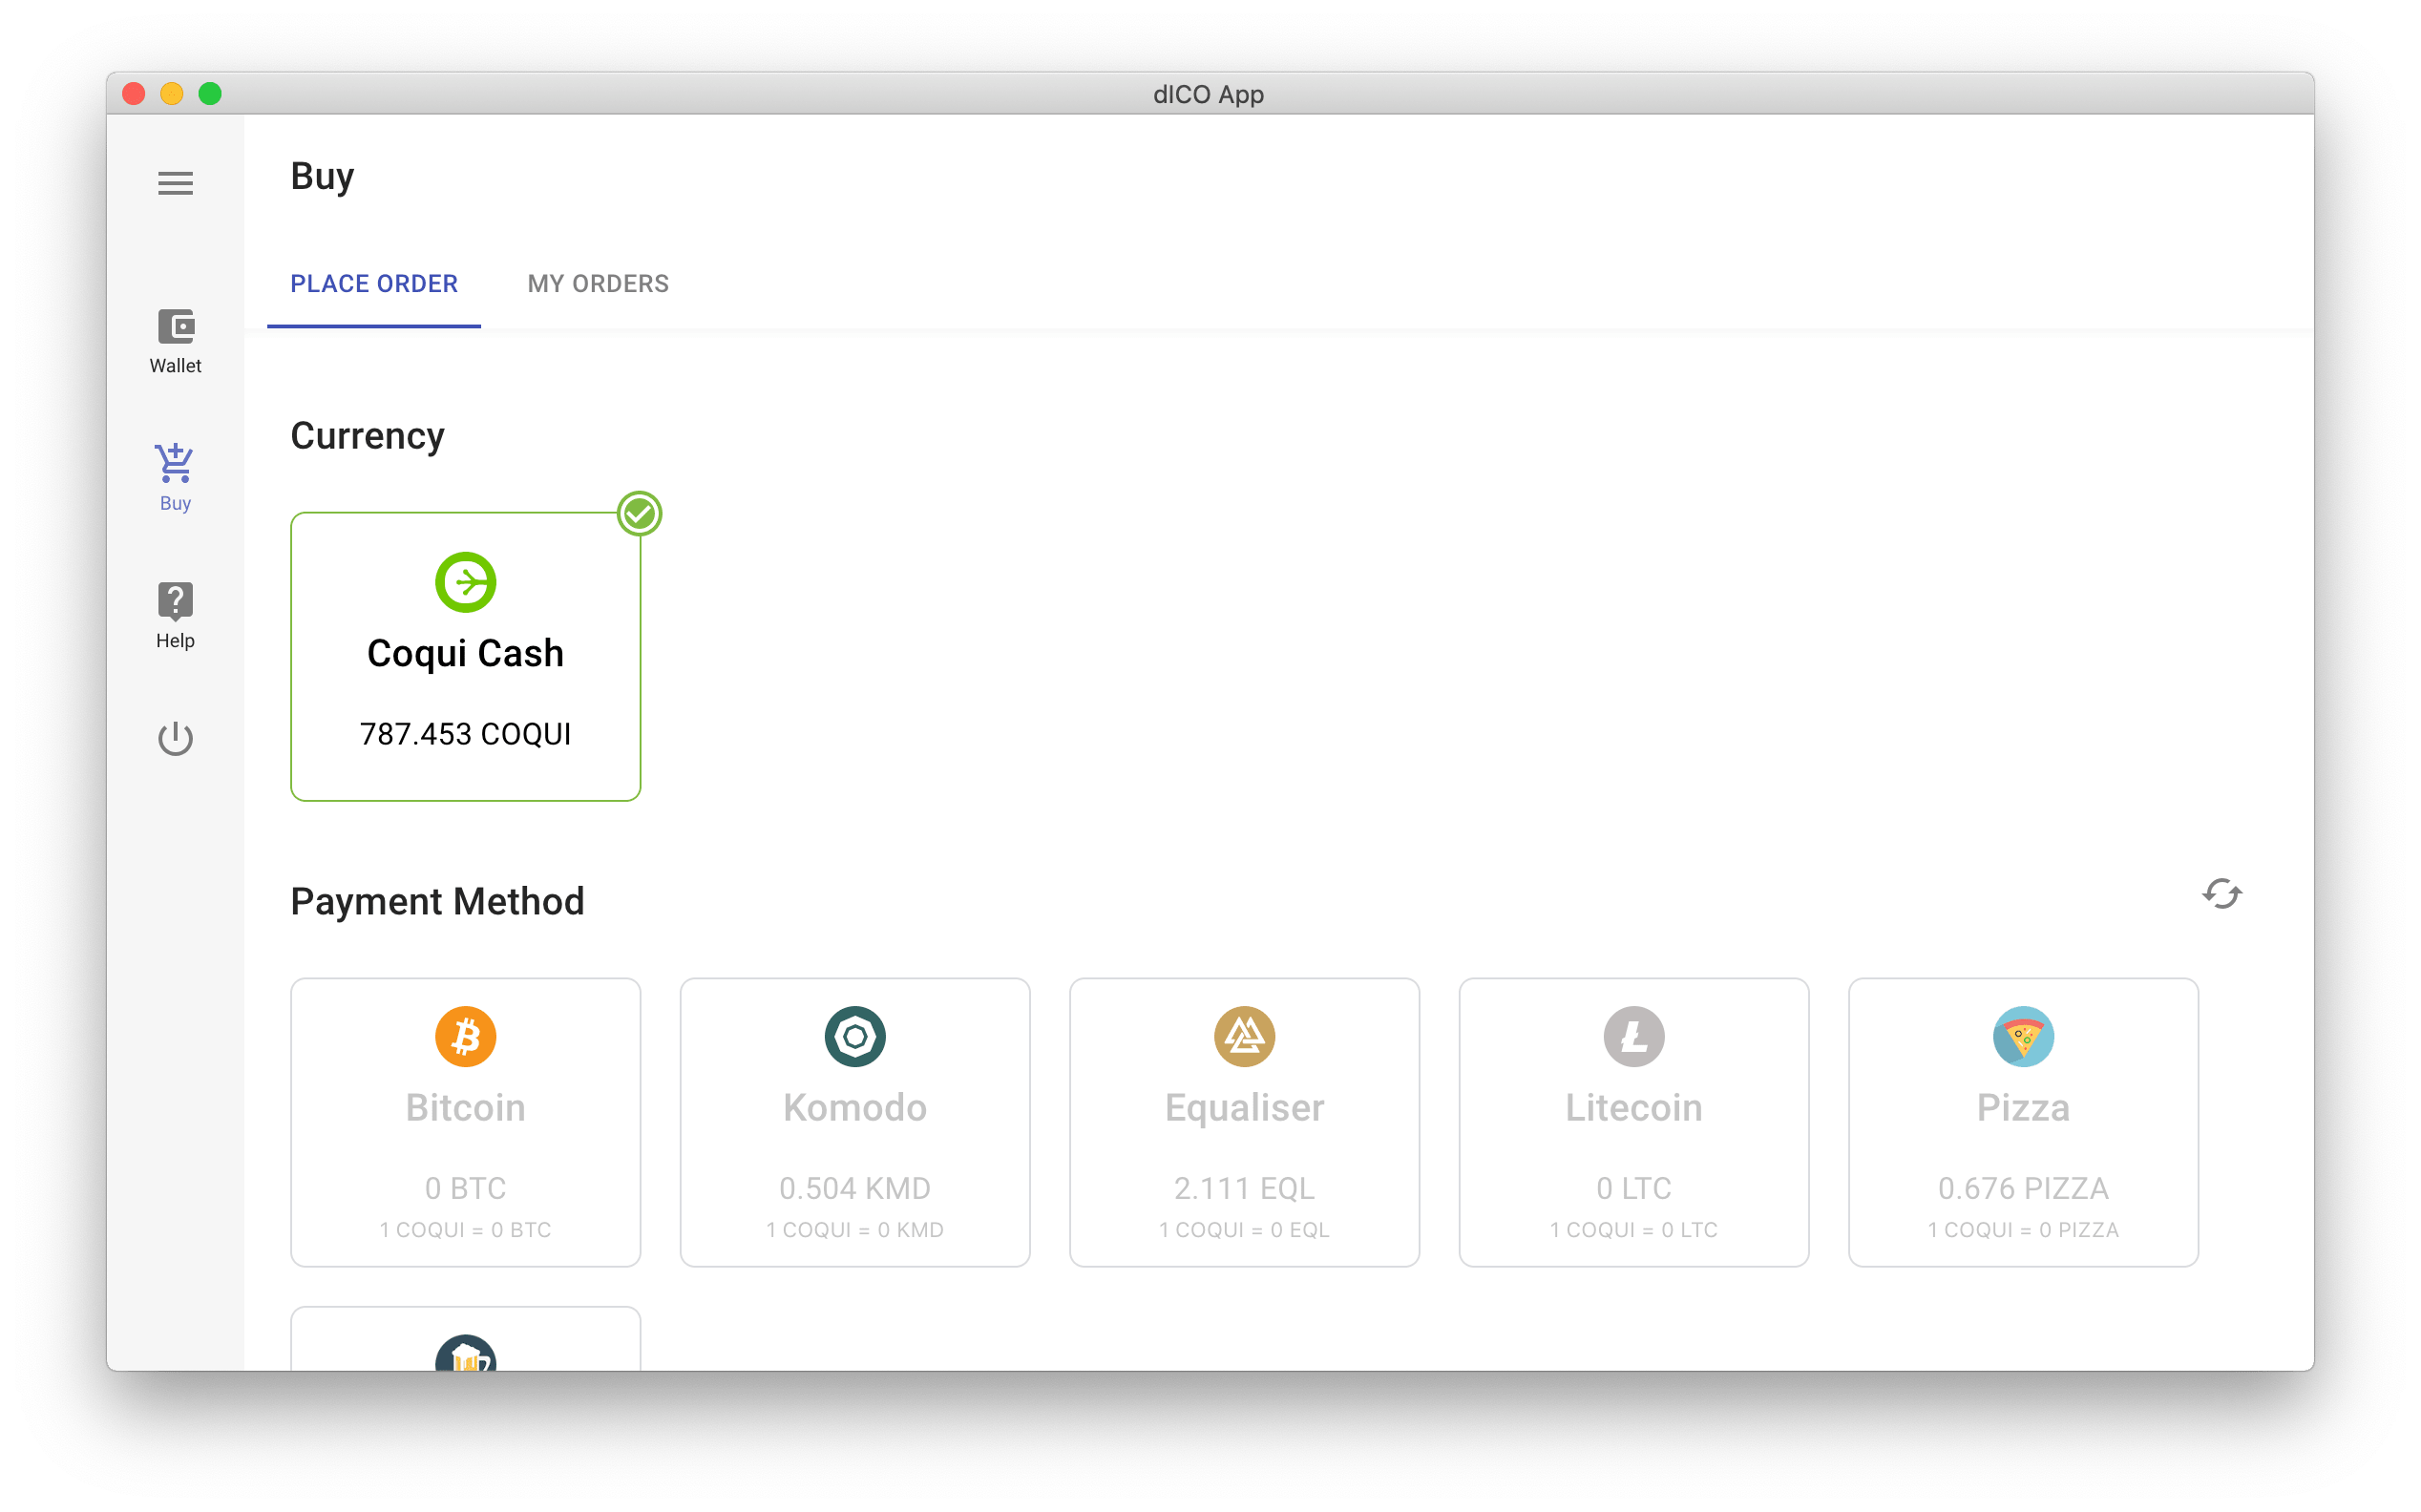 dICO App
Buy
PLACE ORDER
MY ORDERS
Wallet
Buy
Help
Currency
Coqui Cash
787.453 COQUI
Payment Method
Bitcoin
0 BTC
1 COQUI = 0 BTC
Komodo
0.504 KMD
1 COQUI = 0 KMD
Equaliser
2.111 EQL
1 COQUI = 0 EQL
Litecoin
0 LTC
1 COQUI = 0 LTC
Pizza
0.676 PIZZA
1 COQUI = 0 PIZZA